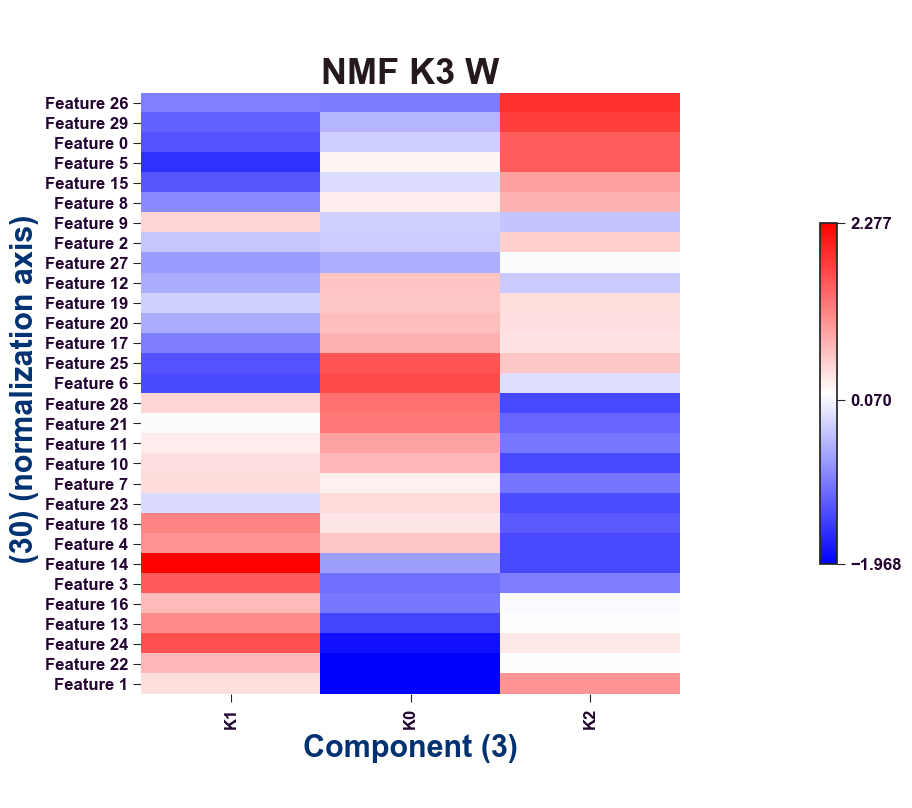 NMF K3 W
(30) (normalization axis)
Feature 26
Feature 29
Feature 0
Feature 5
Feature 15
Feature 8
Feature 9
Feature 2
Feature 27
Feature 12
Feature 19
Feature 20
Feature 17
Feature 25
Feature 6
Feature 28
Feature 21
Feature 11
Feature 10
Feature 7
Feature 23
Feature 18
Feature 4
Feature 14
Feature 3
Feature 16
Feature 13
Feature 24
Feature 22
Feature 1
K1
K0
K2
Component (3)
2.277
0.070
−1.968